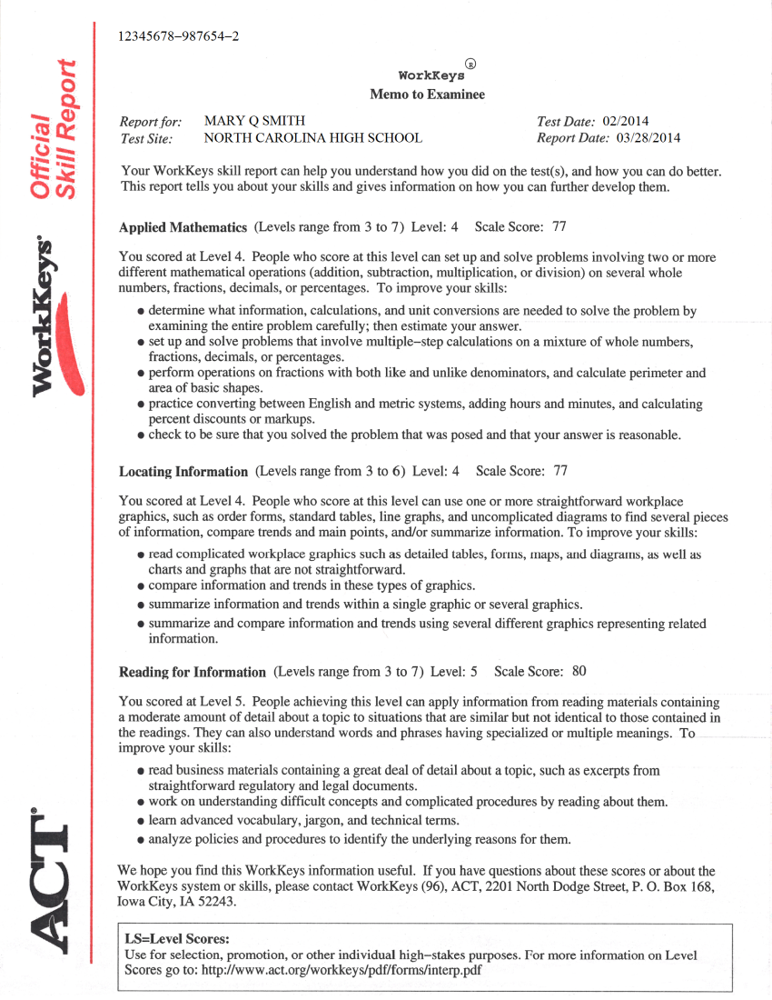 12345678–987654–2
WorkKeys®
Memo to Examinee
Report for: MARY Q SMITH
Test Date: 02/2014
Test Site: NORTH CAROLINA HIGH SCHOOL
Report Date: 03/28/2014
Your WorkKeys skill report can help you understand how you did on the test(s), and how you can do better.
This report tells you about your skills and gives information on how you can further develop them.
Applied Mathematics (Levels range from 3 to 7) Level: 4 Scale Score: 77
You scored at Level 4. People who score at this level can set up and solve problems involving two or more
different mathematical operations (addition, subtraction, multiplication, or division) on several whole
numbers, fractions, decimals, or percentages. To improve your skills:
● determine what information, calculations, and unit conversions are needed to solve the problem by
examining the entire problem carefully; then estimate your answer.
● set up and solve problems that involve multiple–step calculations on a mixture of whole numbers,
fractions, decimals, or percentages.
● perform operations on fractions with both like and unlike denominators, and calculate perimeter and
area of basic shapes.
● practice converting between English and metric systems, adding hours and minutes, and calculating
percent discounts or markups.
● check to be sure that you solved the problem that was posed and that your answer is reasonable.
Locating Information (Levels range from 3 to 6) Level: 4 Scale Score: 77
You scored at Level 4. People who score at this level can use one or more straightforward workplace
graphics, such as order forms, standard tables, line graphs, and uncomplicated diagrams to find several pieces
of information, compare trends and main points, and/or summarize information. To improve your skills:
● read complicated workplace graphics such as detailed tables, forms, maps, and diagrams, as well as
charts and graphs that are not straightforward.
● compare information and trends in these types of graphics.
● summarize information and trends within a single graphic or several graphics.
● summarize and compare information and trends using several different graphics representing related
information.
Reading for Information (Levels range from 3 to 7) Level: 5 Scale Score: 80
You scored at Level 5. People achieving this level can apply information from reading materials containing
a moderate amount of detail about a topic to situations that are similar but not identical to those contained in
the readings. They can also understand words and phrases having specialized or multiple meanings. To
improve your skills:
● read business materials containing a great deal of detail about a topic, such as excerpts from
straightforward regulatory and legal documents.
● work on understanding difficult concepts and complicated procedures by reading about them.
● learn advanced vocabulary, jargon, and technical terms.
● analyze policies and procedures to identify the underlying reasons for them.
We hope you find this WorkKeys information useful. If you have questions about these scores or about the
WorkKeys system or skills, please contact WorkKeys (96), ACT, 2201 North Dodge Street, P. O. Box 168,
Iowa City, IA 52243.
LS=Level Scores:
Use for selection, promotion, or other individual high–stakes purposes. For more information on Level
Scores go to: http://www.act.org/workkeys/pdf/forms/interp.pdf
Official
Skill Report
WorkKeys®
ACT®